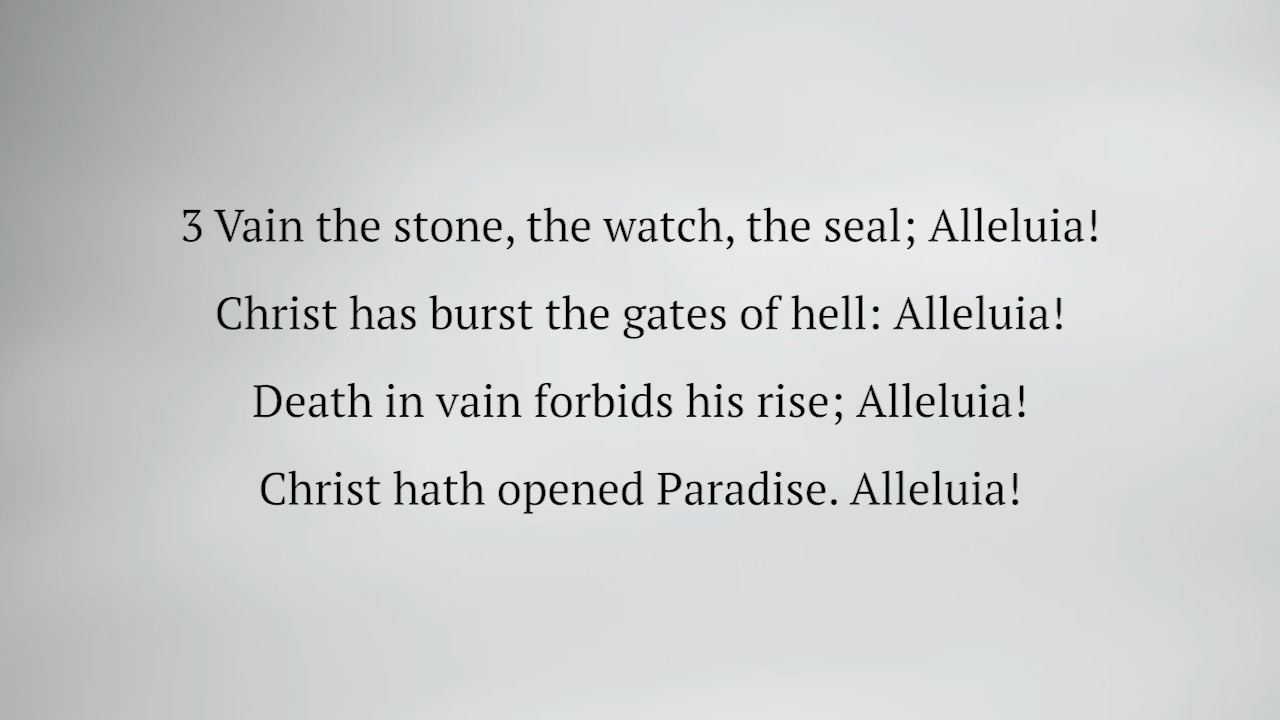 3 Vain the stone, the watch, the seal; Alleluia!
Christ has burst the gates of hell: Alleluia!
Death in vain forbids his rise; Alleluia!
Christ hath opened Paradise. Alleluia!